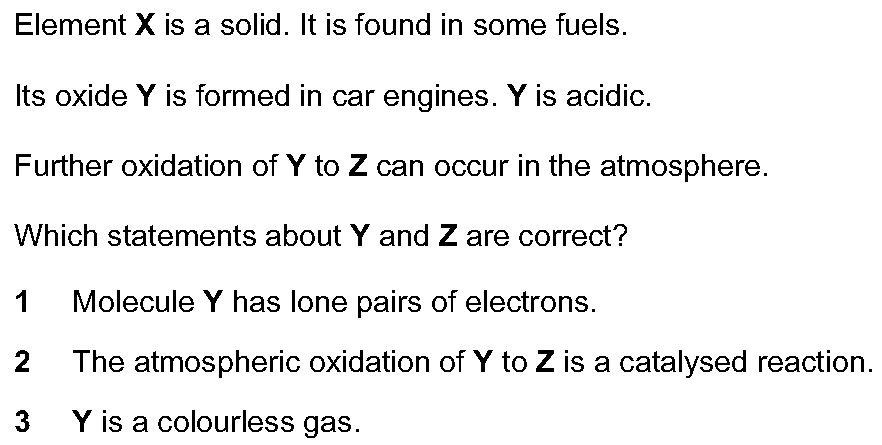 Element X is a solid. It is found in some fuels.
Its oxide Y is formed in car engines. Y is acidic.
Further oxidation of Y to Z can occur in the atmosphere.
Which statements about Y and Z are correct?
1 Molecule Y has lone pairs of electrons.
2 The atmospheric oxidation of Y to Z is a catalysed reaction.
3 Y is a colourless gas.